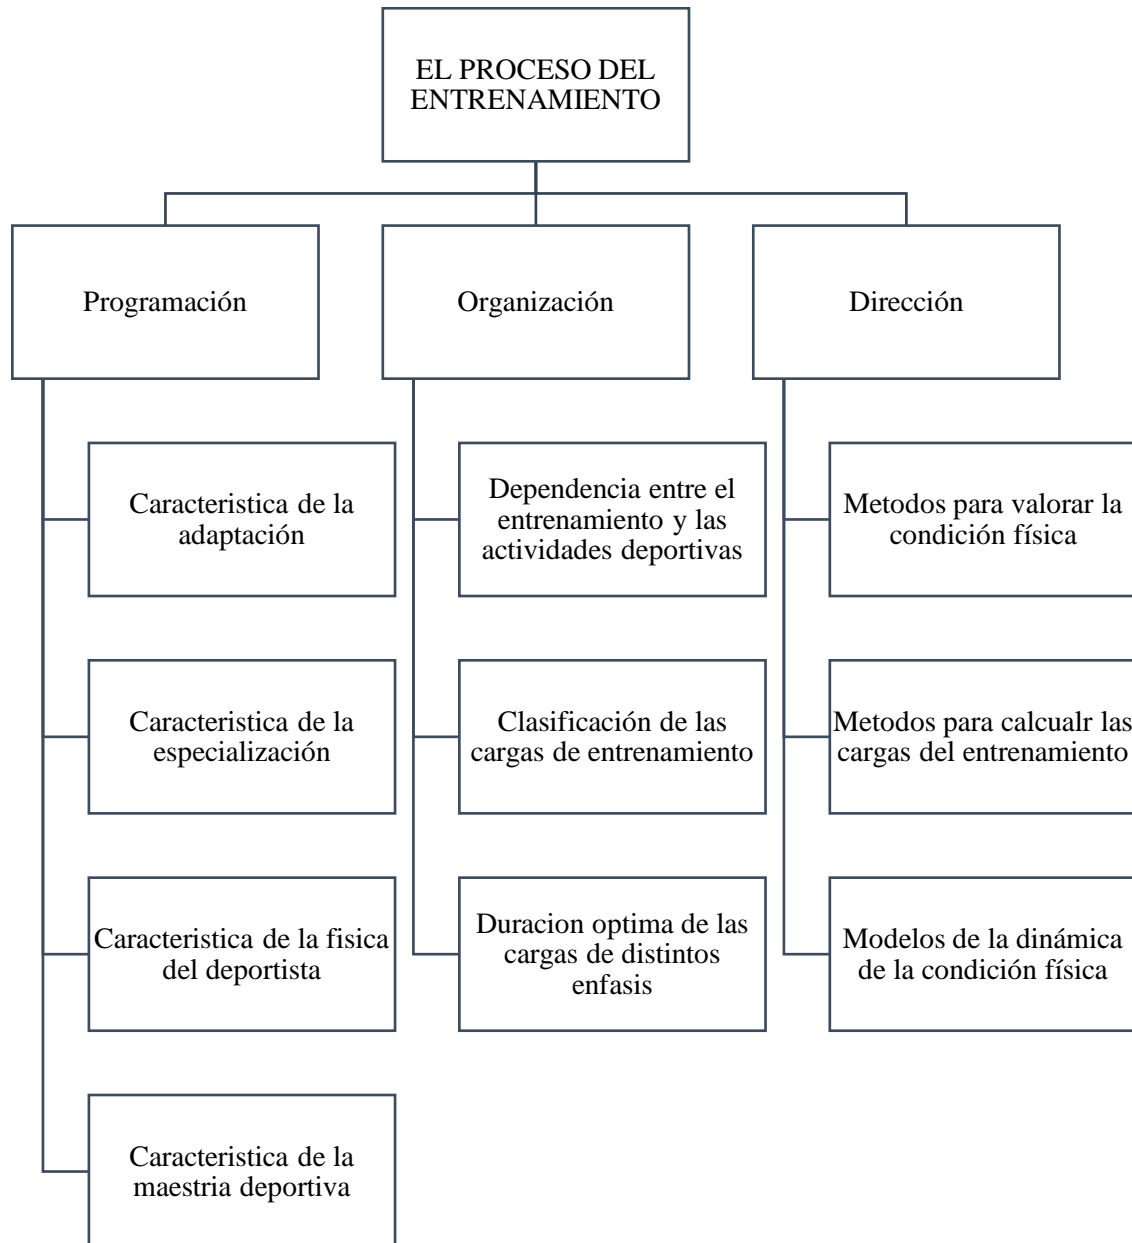 EL PROCESO DEL
ENTRENAMIENTO
Programación
Organización
Dirección
Caracteristica de la
adaptación
Dependencia entre el
entrenamiento y las
actividades deportivas
Metodos para valorar la
condición física
Caracteristica de la
especialización
Clasificación de las
cargas de entrenamiento
Metodos para calcualr las
cargas del entrenamiento
Caracteristica de la fisica
del deportista
Duracion optima de las
cargas de distintos
enfasis
Modelos de la dinámica
de la condición física
Caracteristica de la
maestria deportiva